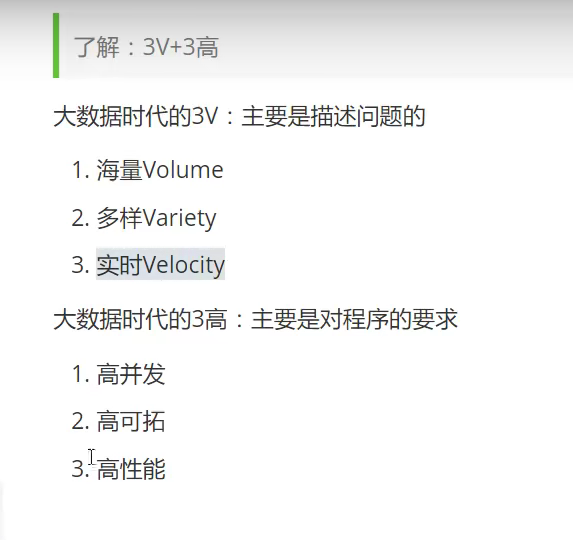 了解：3V+3高
大数据时代的3V：主要是描述问题的
1. 海量Volume
2. 多样Variety
3. 实时Velocity
大数据时代的3高：主要是对程序的要求
1. 高并发
2. 高可拓
3. 高性能